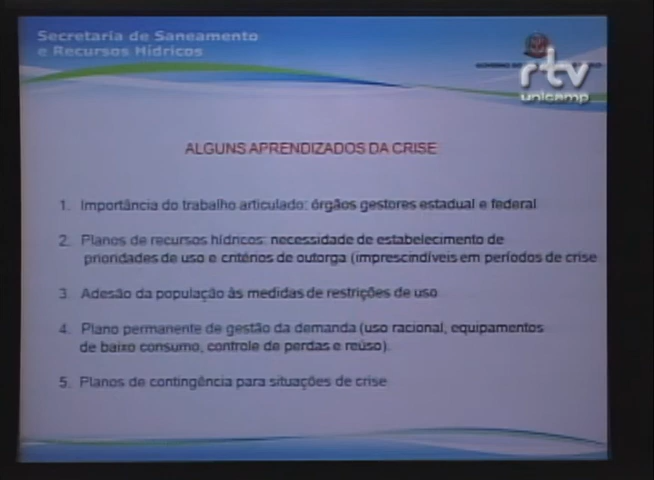 Secretaria de Saneamento
e Recursos Hídricos
GOVERNO DO
rtv
unicamp
ALGUNS APRENDIZADOS DA CRISE
1. Importância do trabalho articulado: órgãos gestores estadual e federal
2. Planos de recursos hídricos: necessidade de estabelecimento de
prioridades de uso e critérios de outorga (imprescindíveis em períodos de crise
3. Adesão da população às medidas de restrições de uso
4. Plano permanente de gestão da demanda (uso racional, equipamentos
de baixo consumo, controle de perdas e reúso).
5. Planos de contingência para situações de crise